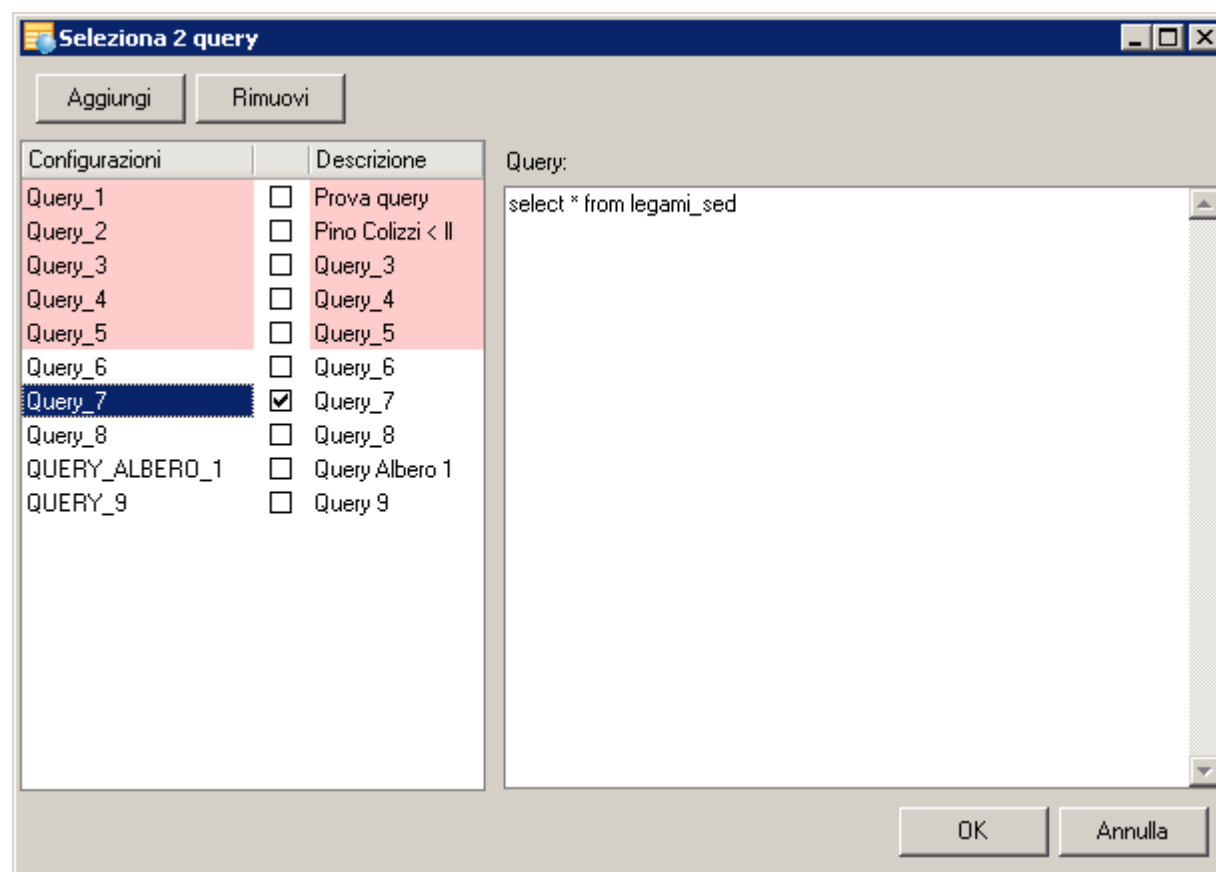 Seleziona 2 query
Aggiungi Rimuovi
Configurazioni Descrizione Query:
Query_1 Prova query select * from legami_sed
Query_2 Pino Colizzi < ll
Query_3 Query_3
Query_4 Query_4
Query_5 Query_5
Query_6 Query_6
Query_7 Query_7
Query_8 Query_8
QUERY_ALBERO_1 Query Albero 1
QUERY_9 Query 9
OK Annulla